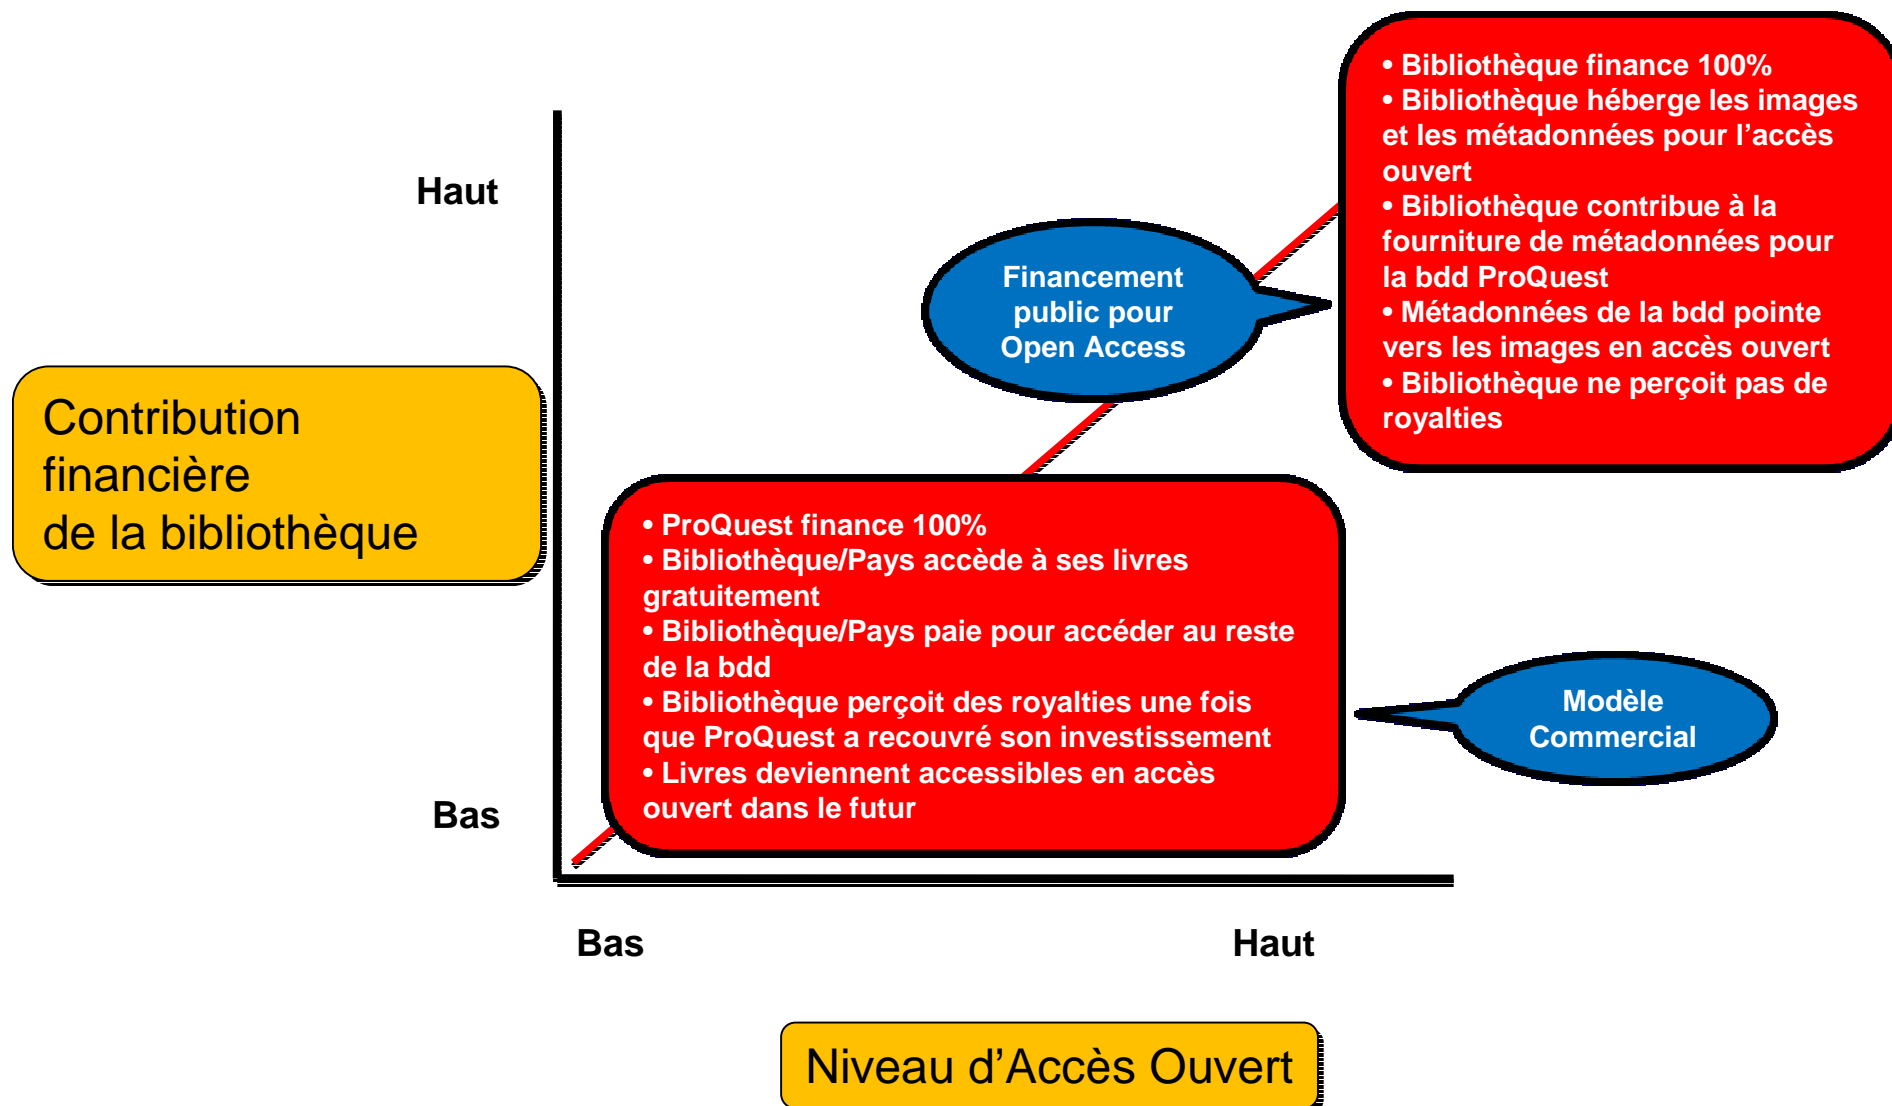 • Bibliothèque finance 100%
• Bibliothèque héberge les images
et les métadonnées pour l'accès
ouvert
• Bibliothèque contribue à la
fourniture de métadonnées pour
la bdd ProQuest
• Métadonnées de la bdd pointe
vers les images en accès ouvert
• Bibliothèque ne perçoit pas de
royalties
Haut
Financement
public pour
Open Access
Contribution
financière
de la bibliothèque
• ProQuest finance 100%
• Bibliothèque/Pays accède à ses livres
gratuitement
• Bibliothèque/Pays paie pour accéder au reste
de la bdd
• Bibliothèque perçoit des royalties une fois
que ProQuest a recouvré son investissement
• Livres deviennent accessibles en accès
ouvert dans le futur
Modèle
Commercial
Bas
Bas
Haut
Niveau d'Accès Ouvert